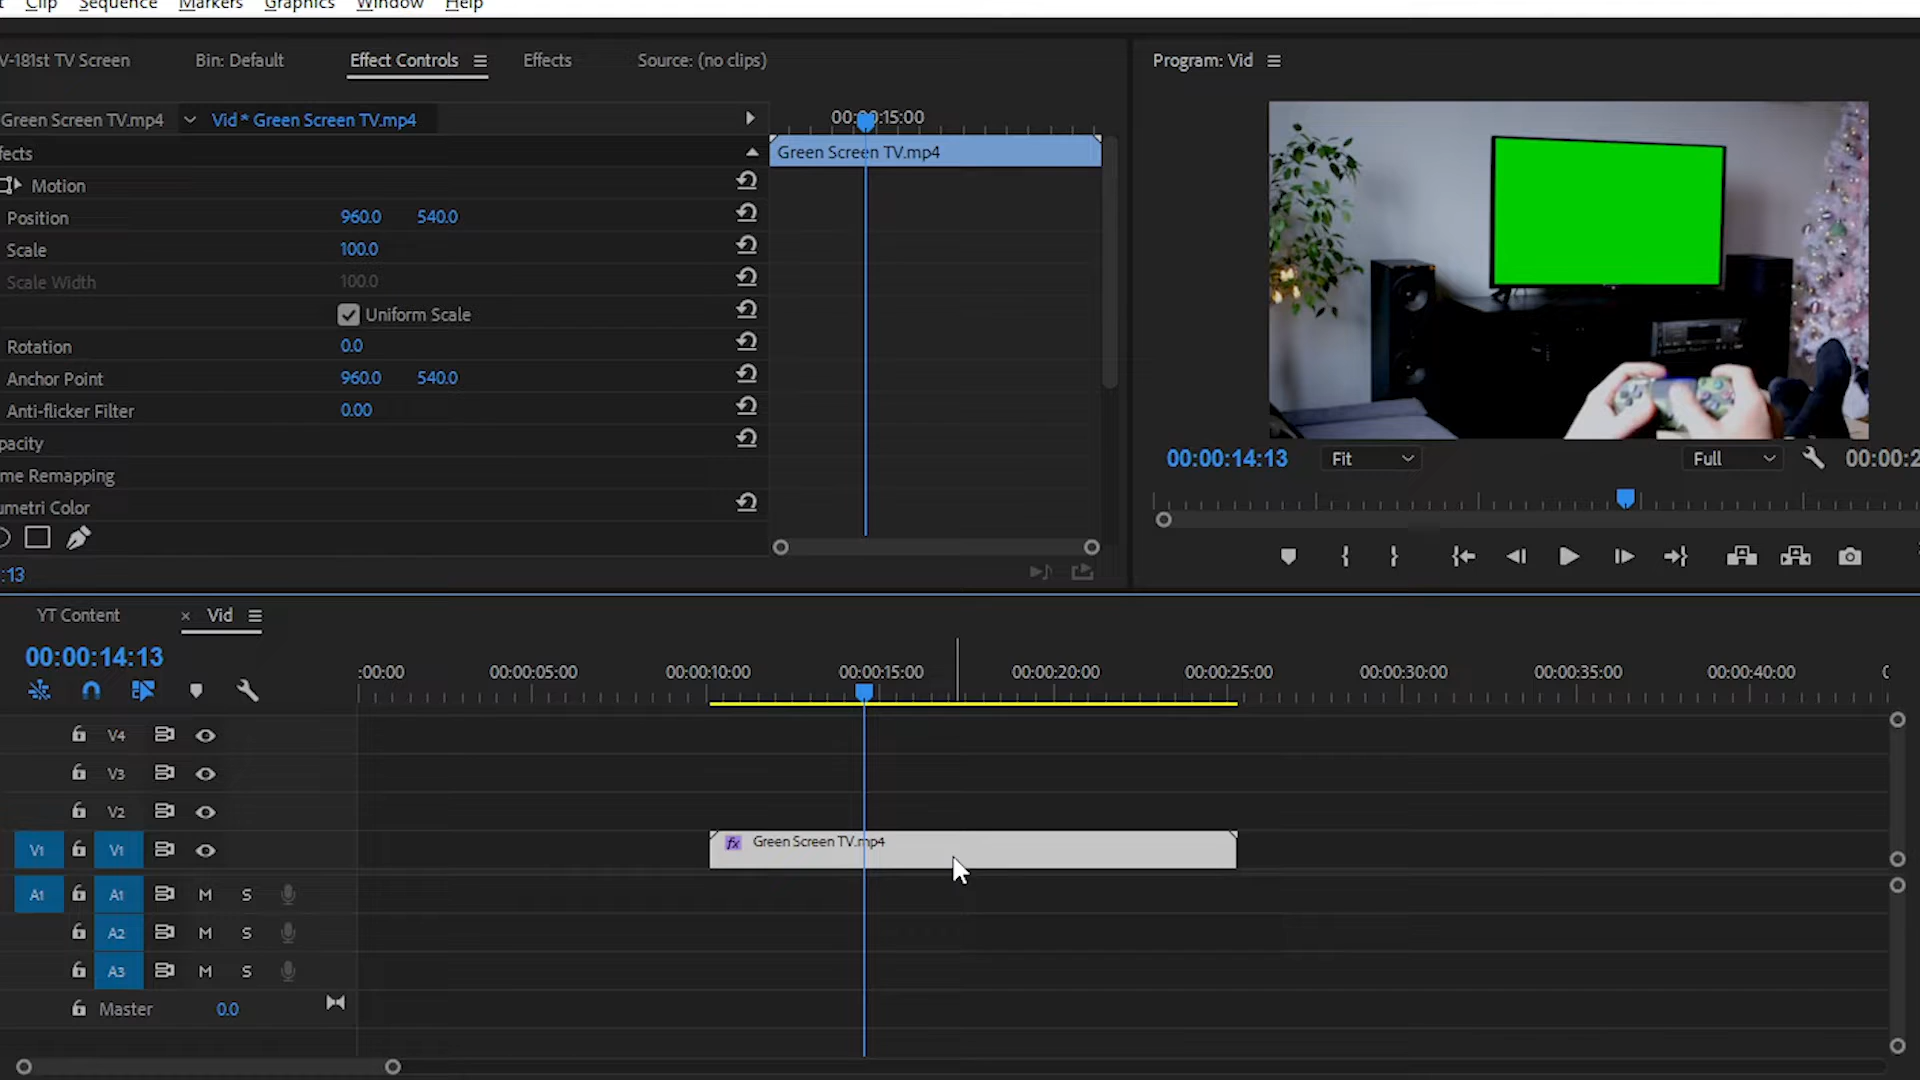 Clip Sequence Markers Graphics Window Help
V-181st TV Screen Bin: Default Effect Controls Effects Source: (no clips) Program: Vid
Green Screen TV.mp4 Vid * Green Screen TV.mp4 00:00:15:00
fects Green Screen TV.mp4
Motion
Position 960.0 540.0
Scale 100.0
Scale Width 100.0
Uniform Scale
Rotation 0.0
Anchor Point 960.0 540.0
Anti-flicker Filter 0.00
pacity
me Remapping
umetri Color
00:00:14:13 Fit Full 00:00:2
:13
YT Content × Vid
00:00:14:13
:00:00 00:00:05:00 00:00:10:00 00:00:15:00 00:00:20:00 00:00:25:00 00:00:30:00 00:00:35:00 00:00:40:00
V4
V3
V2
V1 V1 fx Green Screen TV.mp4
A1 A1 M S
A2 M S
A3 M S
Master 0.0